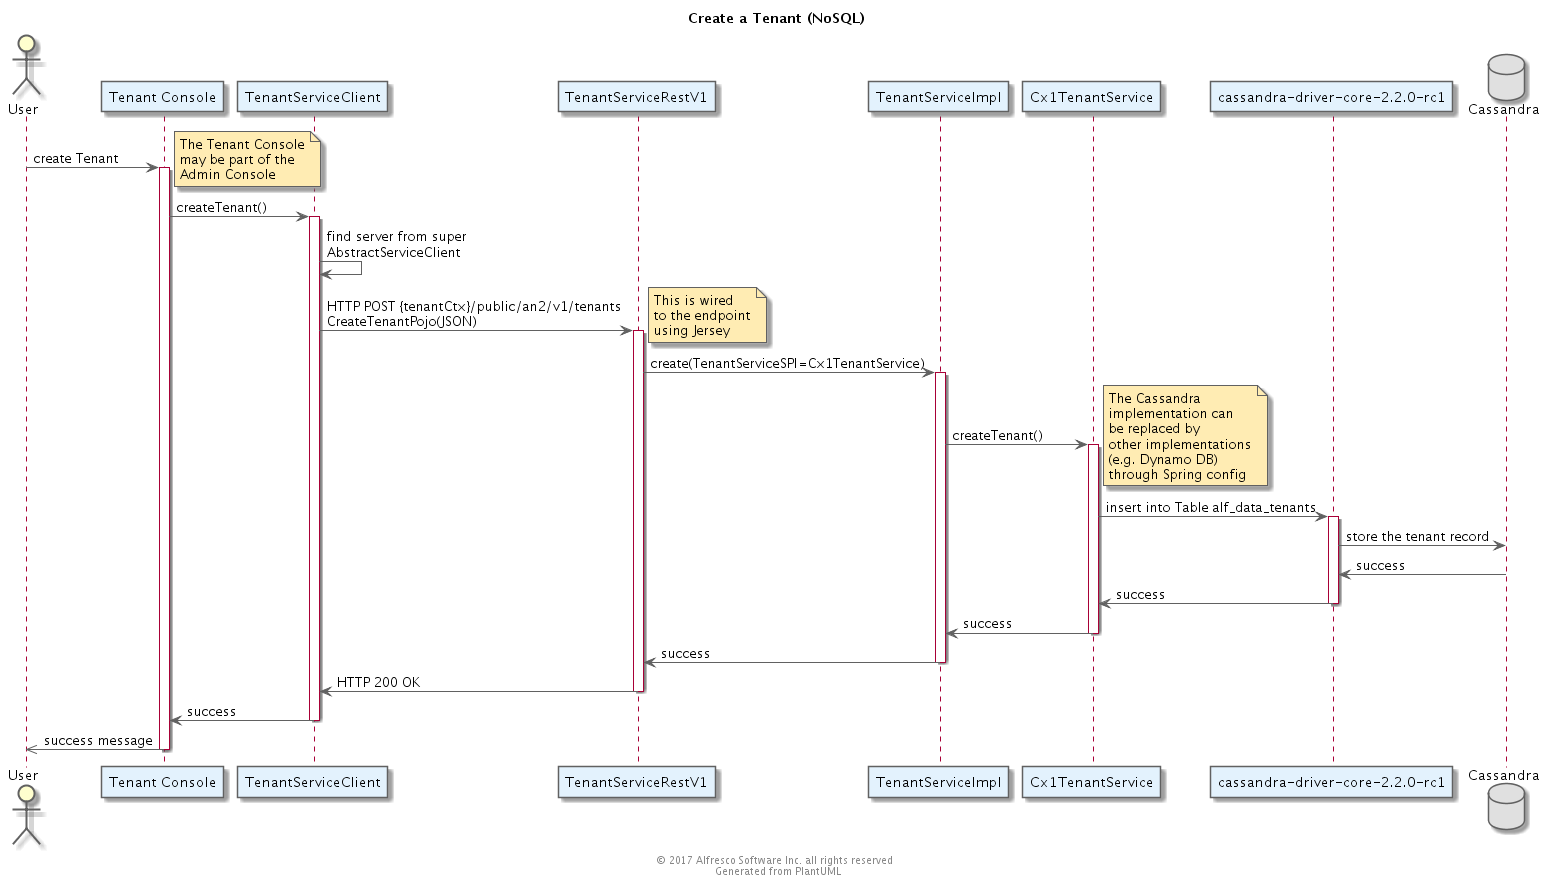 Create a Tenant (NoSQL)
User
Tenant Console
TenantServiceClient
TenantServiceRestV1
TenantServiceImpl
Cx1TenantService
cassandra-driver-core-2.2.0-rc1
Cassandra
The Tenant Console
may be part of the
Admin Console
create Tenant
createTenant()
find server from super
AbstractServiceClient
This is wired
to the endpoint
using Jersey
HTTP POST {tenantCtx}/public/an2/v1/tenants
CreateTenantPojo(JSON)
create(TenantServiceSPI=Cx1TenantService)
The Cassandra
implementation can
be replaced by
other implementations
(e.g. Dynamo DB)
through Spring config
createTenant()
insert into Table alf_data_tenants
store the tenant record
success
success
success
success
HTTP 200 OK
success
success message
User
Tenant Console
TenantServiceClient
TenantServiceRestV1
TenantServiceImpl
Cx1TenantService
cassandra-driver-core-2.2.0-rc1
Cassandra
© 2017 Alfresco Software Inc. all rights reserved
Generated from PlantUML